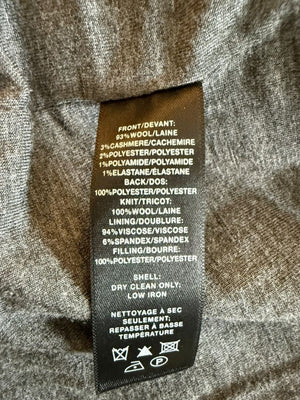 FRONT/DEVANT:
93%WOOL/LAINE
3%CASHMERE/CACHEMIRE
2%POLYESTER/POLYESTER
1%POLYAMIDE/POLYAMIDE
1%ELASTANE/ÉLASTANE
BACK/DOS:
100%POLYESTER/POLYESTER
KNIT/TRICOT:
100%WOOL/LAINE
LINING/DOUBLURE:
94%VISCOSE/VISCOSE
6%SPANDEX/SPANDEX
FILLING/BOURRE:
100%POLYESTER/POLYESTER
SHELL:
DRY CLEAN ONLY;
LOW IRON
NETTOYAGE À SEC
SEULEMENT;
REPASSER À BASSE
TEMPÉRATURE